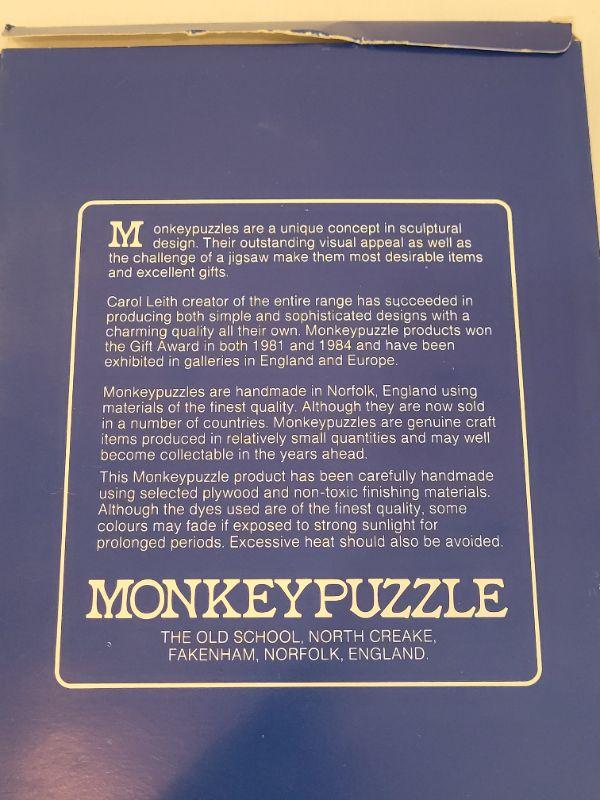 Monkeypuzzles are a unique concept in sculptural
design. Their outstanding visual appeal as well as
the challenge of a jigsaw make them most desirable items
and excellent gifts.
Carol Leith creator of the entire range has succeeded in
producing both simple and sophisticated designs with a
charming quality all their own. Monkeypuzzle products won
the Gift Award in both 1981 and 1984 and have been
exhibited in galleries in England and Europe.
Monkeypuzzles are handmade in Norfolk, England using
materials of the finest quality. Although they are now sold
in a number of countries. Monkeypuzzles are genuine craft
items produced in relatively small quantities and may well
become collectable in the years ahead.
This Monkeypuzzle product has been carefully handmade
using selected plywood and non-toxic finishing materials.
Although the dyes used are of the finest quality, some
colours may fade if exposed to strong sunlight for
prolonged periods. Excessive heat should also be avoided.
MONKEYPUZZLE
THE OLD SCHOOL, NORTH CREAKE,
FAKENHAM, NORFOLK, ENGLAND.